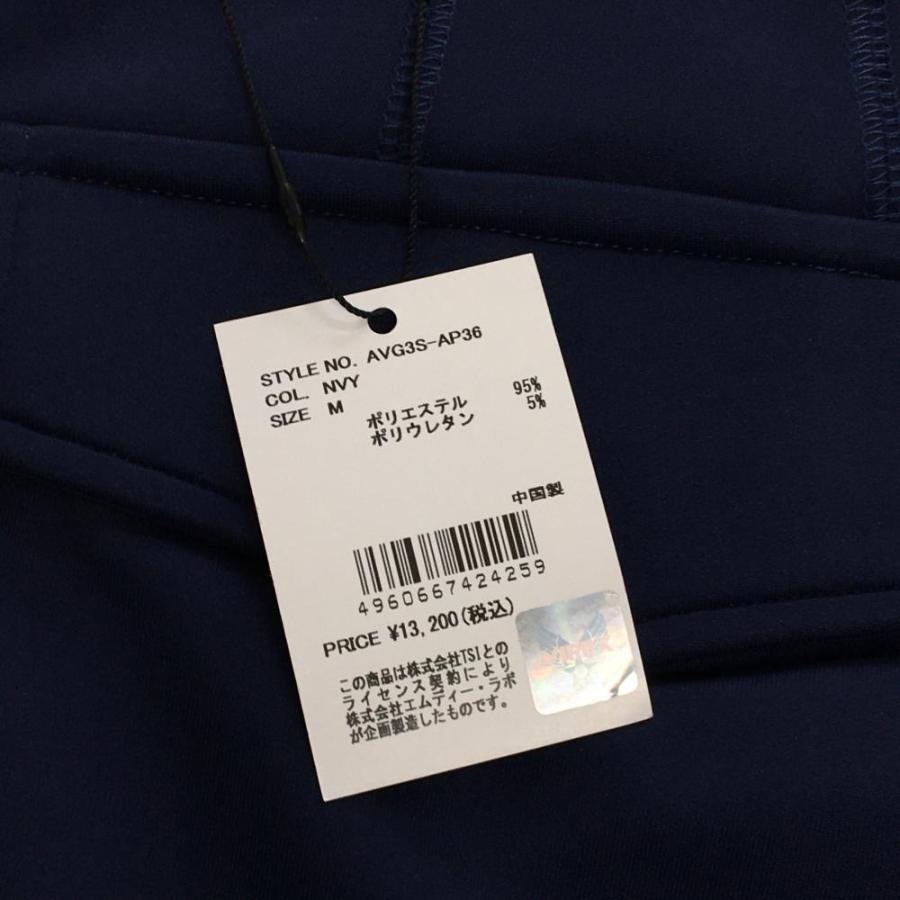 STYLE NO. AVG3S-AP36
COL. NVY
SIZE M
ポリエステル 95%
ポリウレタン 5%
中国製
4960667424259
PRICE ¥13,200(税込)
この商品は株式会社TSIとの
ライセンス契約により
株式会社エムディー・ラボ
が企画製造したものです。